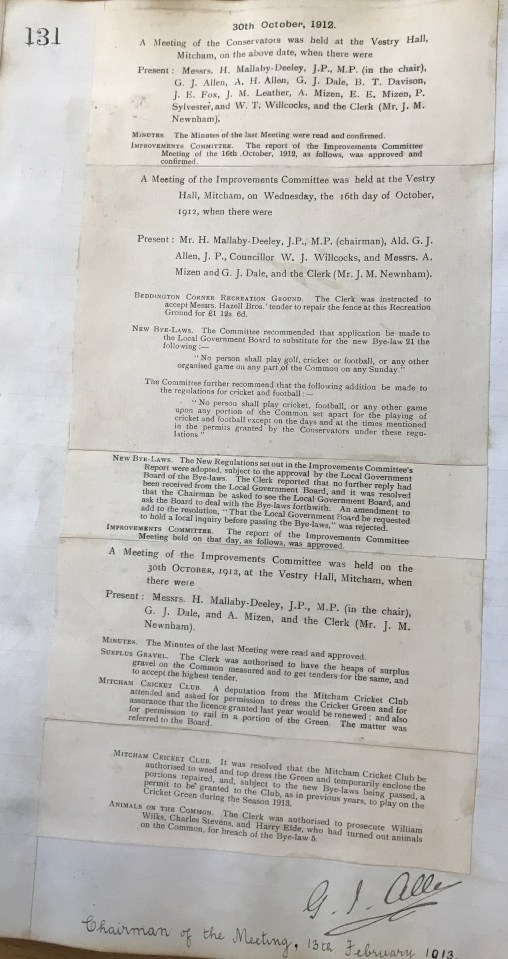 131
30th October, 1912.
A Meeting of the Conservators was held at the Vestry Hall,
Mitcham, on the above date, when there were
Present: Messrs. H. Mallaby-Deeley, J.P., M.P. (in the chair),
G. J. Allen, A. H. Allen, G. J. Dale, B. T. Davison,
J. E. Fox, J. M. Leather, A. Mizen, E. E. Mizen, P.
Sylvester, and W. T. Willcocks, and the Clerk (Mr. J. M.
Newnham).
MINUTES. The Minutes of the last Meeting were read and confirmed.
IMPROVEMENTS COMMITTEE. The report of the Improvements Committee
Meeting of the 16th October, 1912, as follows, was approved and
confirmed.
A Meeting of the Improvements Committee was held at the Vestry
Hall, Mitcham, on Wednesday, the 16th day of October,
1912, when there were
Present: Mr. H. Mallaby-Deeley, J.P., M.P. (chairman), Ald. G. J.
Allen, J. P., Councillor W. J. Willcocks, and Messrs. A.
Mizen and G. J. Dale, and the Clerk (Mr. J. M. Newnham).
BEDDINGTON CORNER RECREATION GROUND. The Clerk was instructed to
accept Messrs. Hazell Bros.' tender to repair the fence at this Recreation
Ground for £1 12s 6d.
NEW BYE-LAWS. The Committee recommended that application be made to
the Local Government Board to substitute for the new Bye-law 21 the
following:—
"No person shall play golf, cricket or football, or any other
organised game on any part of the Common on any Sunday."
The Committee further recommend that the following addition be made to
the regulations for cricket and football:—
"No person shall play cricket, football, or any other game
upon any portion of the Common set apart for the playing of
cricket and football except on the days and at the times mentioned
in the permits granted by the Conservators under these regu-
lations"
NEW BYE-LAWS. The New Regulations set out in the Improvements Committee's
Report were adopted, subject to the approval by the Local Government
Board of the Bye-laws. The Clerk reported that no further reply had
been received from the Local Government Board, and it was resolved
that the Chairman be asked to see the Local Government Board, and
ask the Board to deal with the Bye-laws forthwith. An amendment to
add to the resolution, "That the Local Government Board be requested
to hold a local inquiry before passing the Bye-laws," was rejected.
IMPROVEMENTS COMMITTEE. The report of the Improvements Committee
Meeting held on that day, as follows, was approved.
A Meeting of the Improvements Committee was held on the
30th OCTOBER, 1912, at the Vestry Hall, Mitcham, when
there were
Present: Messrs. H. Mallaby-Deeley, J.P., M.P. (in the chair),
G. J. Dale, and A. Mizen, and the Clerk (Mr. J. M.
Newnham).
MINUTES. The Minutes of the last Meeting were read and approved.
SURPLUS GRAVEL. The Clerk was authorised to have the heaps of surplus
gravel on the Common measured and to get tenders for the same, and
to accept the highest tender.
MITCHAM CRICKET CLUB. A deputation from the Mitcham Cricket Club
attended and asked for permission to dress the Cricket Green and for
assurance that the licence granted last year would be renewed; and also
for permission to rail in a portion of the Green. The matter was
referred to the Board.
MITCHAM CRICKET CLUB. It was resolved that the Mitcham Cricket Club be
authorised to weed and top dress the Green and temporarily enclose the
portions repaired, and, subject to the new Bye-laws being passed, a
permit to be granted to the Club, as in previous years, to play on the
Cricket Green during the Season 1913.
ANIMALS ON THE COMMON. The Clerk was authorised to prosecute William
Wilks, Charles Stevens, and Harry Elde, who had turned out animals
on the Common, for breach of the Bye-law 5.
G. J. Alle
Chairman of the Meeting, 13th February 1913.